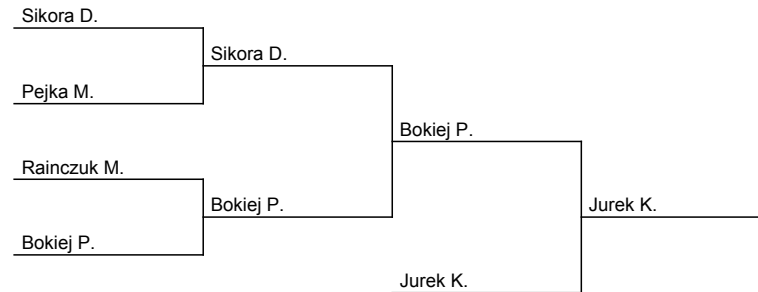 Sikora D.
Sikora D.
Pejka M.
Bokiej P.
Rainczuk M.
Bokiej P.
Jurek K.
Bokiej P.
Jurek K.